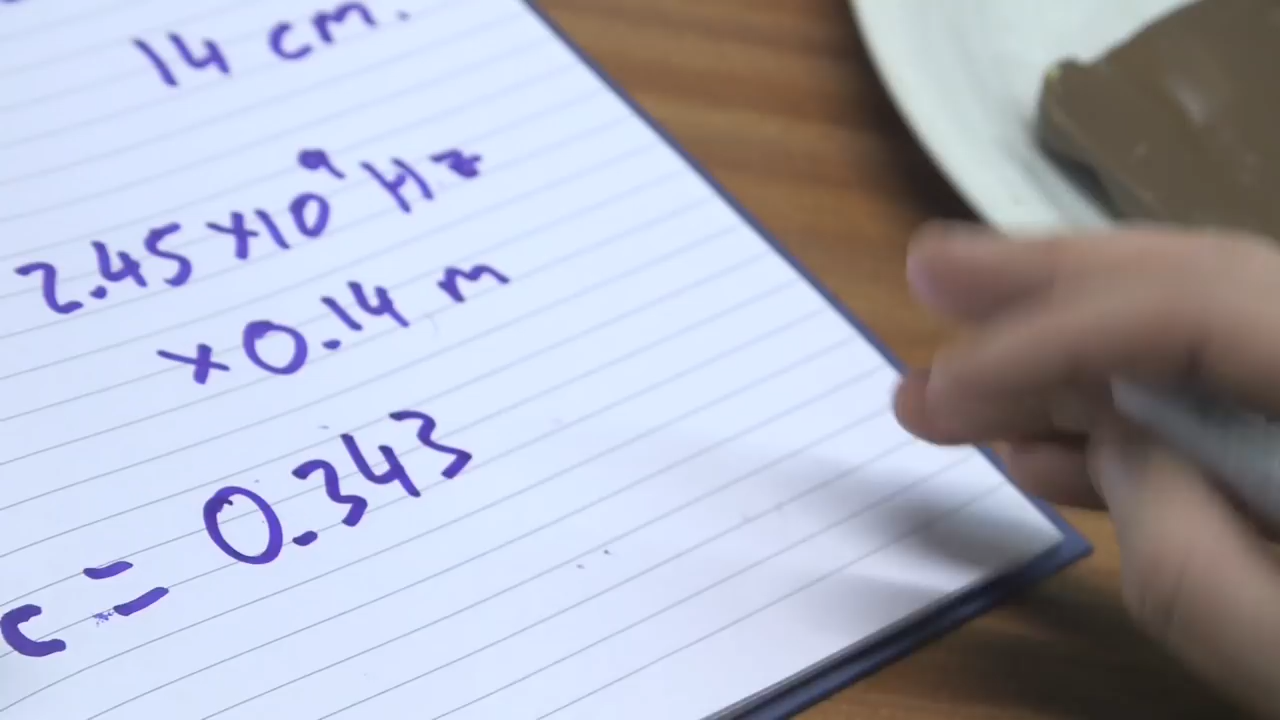 14 cm.
2.45×10⁹ Hz
×0.14 m
c = 0.343